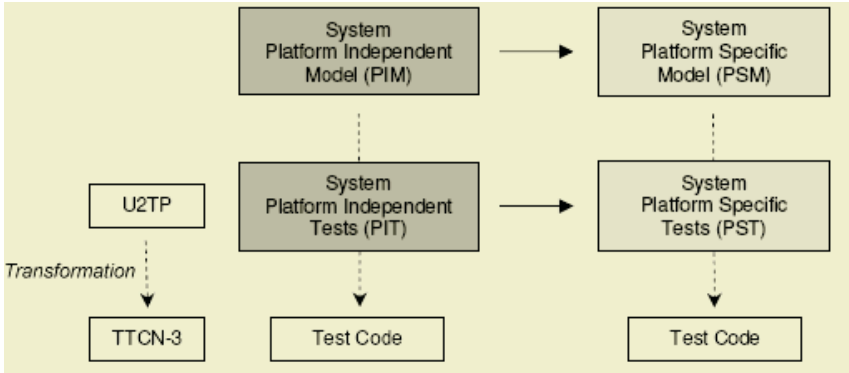 System
Platform Independent
Model (PIM)
System
Platform Specific
Model (PSM)
U2TP
System
Platform Independent
Tests (PIT)
System
Platform Specific
Tests (PST)
Transformation
TTCN-3
Test Code
Test Code